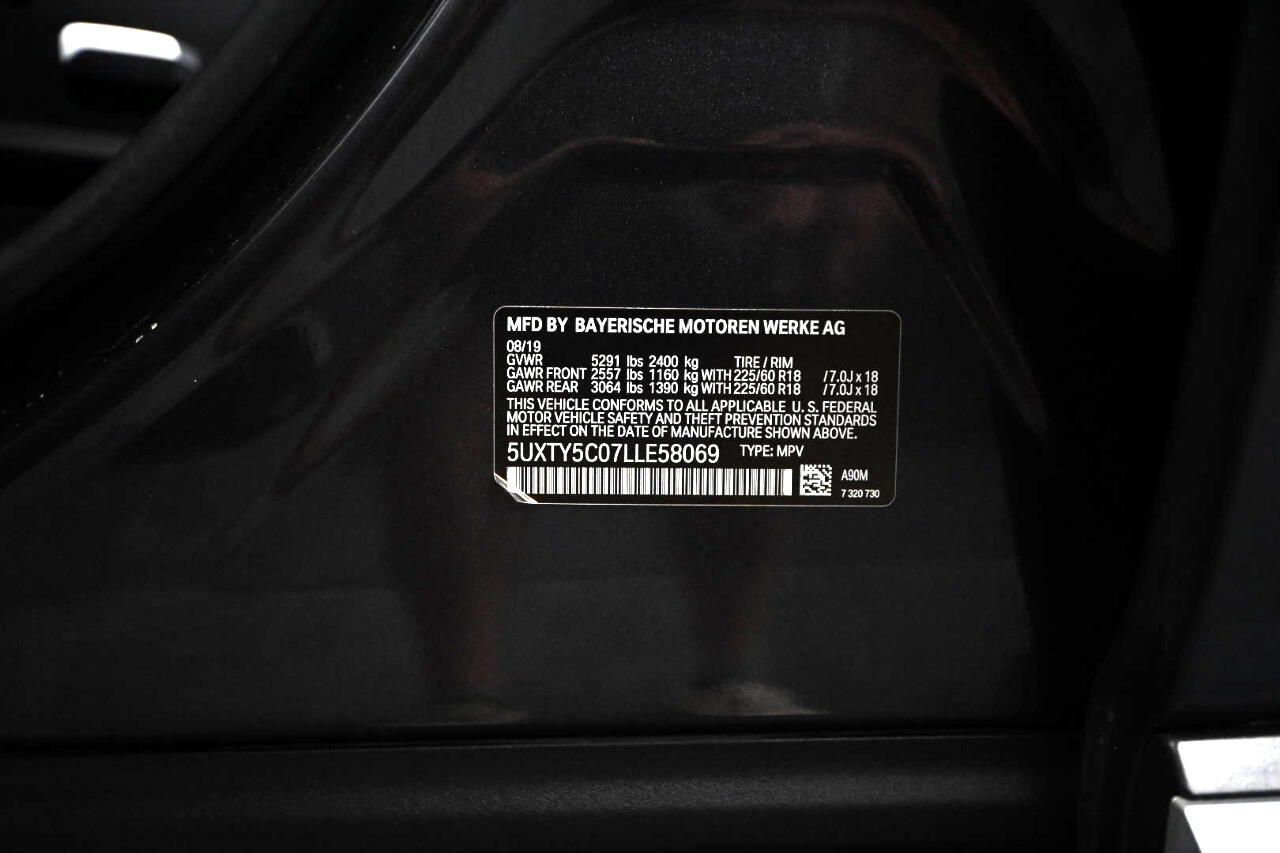 MFD BY BAYERISCHE MOTOREN WERKE AG
08/19
GVWR 5291 lbs 2400 kg TIRE / RIM
GAWR FRONT 2557 lbs 1160 kg WITH 225/60 R18 /7.0J x 18
GAWR REAR 3064 lbs 1390 kg WITH 225/60 R18 /7.0J x 18
THIS VEHICLE CONFORMS TO ALL APPLICABLE U. S. FEDERAL
MOTOR VEHICLE SAFETY AND THEFT PREVENTION STANDARDS
IN EFFECT ON THE DATE OF MANUFACTURE SHOWN ABOVE.
5UXTY5C07LLE58069 TYPE: MPV
A90M
7 320 730